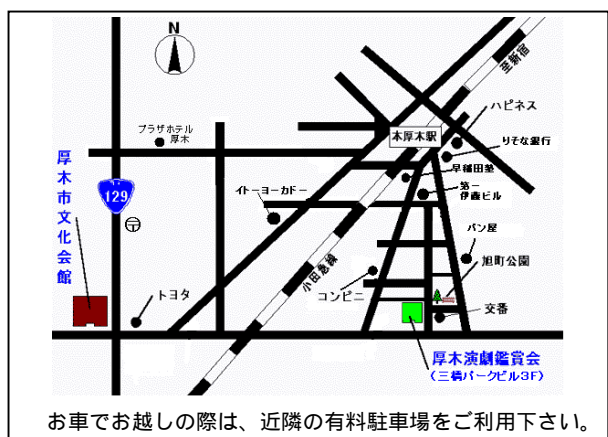 N
至新宿
プラザホテル
厚木
本厚木駅
ハピネス
りそな銀行
早稲田塾
第一
伊藤ビル
厚木市文化会館
129
イトーヨーカドー
パン屋
旭町公園
小田急線
コンビニ
トヨタ
交番
厚木演劇鑑賞会
（三橋パークビル3F）
お車でお越しの際は、近隣の有料駐車場をご利用下さい。